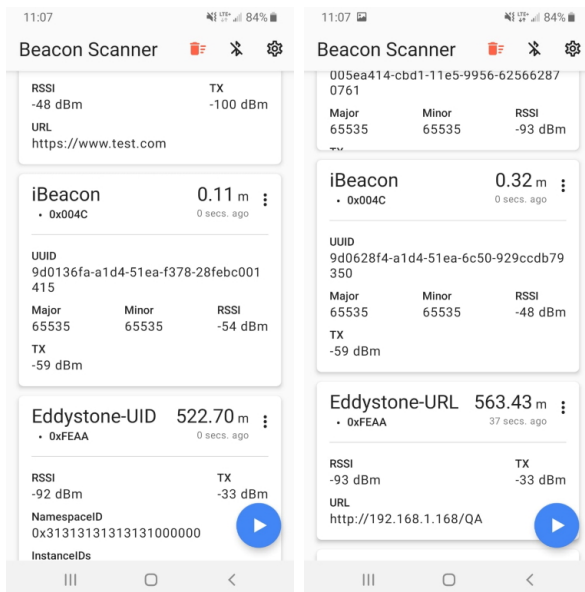 11:07
LTE+ 84%
Beacon Scanner
RSSI TX
-48 dBm -100 dBm
URL
https://www.test.com
iBeacon 0.11 m
• 0x004C 0 secs. ago
UUID
9d0136fa-a1d4-51ea-f378-28febc001
415
Major Minor RSSI
65535 65535 -54 dBm
TX
-59 dBm
Eddystone-UID 522.70 m
• 0xFEAA 0 secs. ago
RSSI TX
-92 dBm -33 dBm
NamespaceID
0x31313131313131000000
InstanceIDs
11:07
LTE+ 84%
Beacon Scanner
005ea414-cbd1-11e5-9956-62566287
0761
Major Minor RSSI
65535 65535 -93 dBm
TX
iBeacon 0.32 m
• 0x004C 0 secs. ago
UUID
9d0628f4-a1d4-51ea-6c50-929ccdb79
350
Major Minor RSSI
65535 65535 -48 dBm
TX
-59 dBm
Eddystone-URL 563.43 m
• 0xFEAA 37 secs. ago
RSSI TX
-93 dBm -33 dBm
URL
http://192.168.1.168/QA